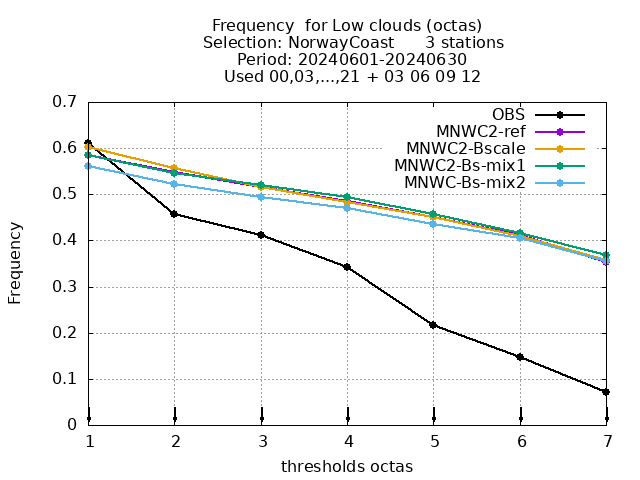 Frequency  for Low clouds (octas)
Selection: NorwayCoast      3 stations
Period: 20240601-20240630
Used 00,03,...,21 + 03 06 09 12
0.7
0.6
0.5
0.4
0.3
0.2
0.1
0
Frequency
OBS
MNWC2-ref
MNWC2-Bscale
MNWC2-Bs-mix1
MNWC-Bs-mix2
1 2 3 4 5 6 7
thresholds octas